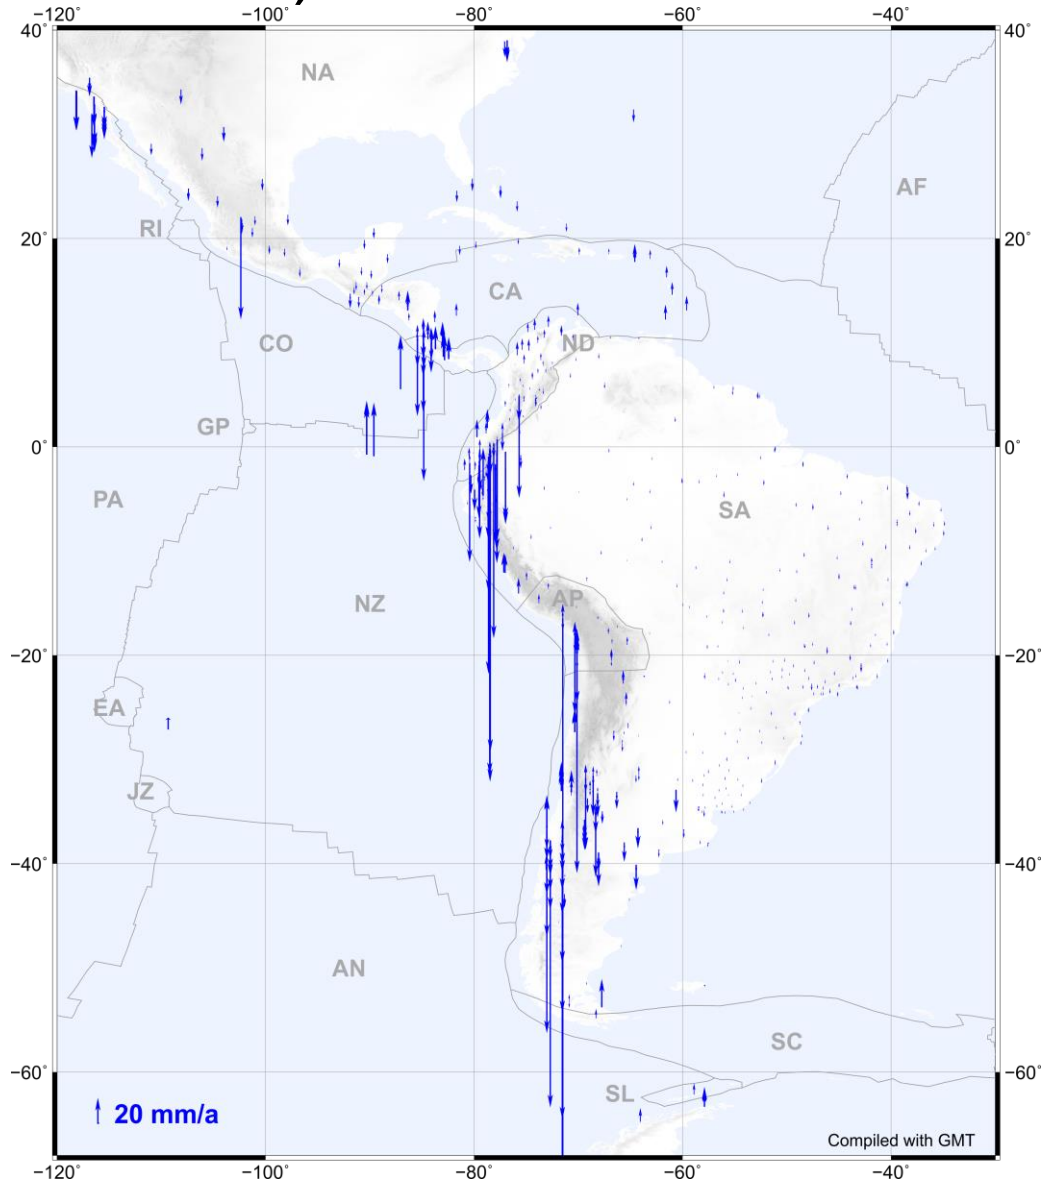 −120° −100° −80° −60° −40°
40° 40°
NA
AF
RI
20° 20°
CA
CO
ND
GP
0° 0°
PA
SA
NZ
AP
−20° −20°
EA
JZ
−40° −40°
AN
SC
−60° −60°
SL
20 mm/a
Compiled with GMT
−120° −100° −80° −60° −40°